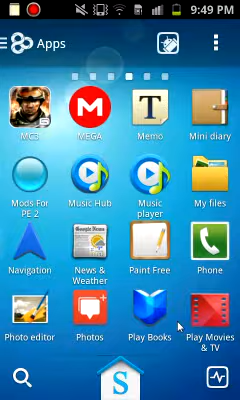 9:49 PM
Apps
MC3
MEGA
Memo
Mini diary
Mods For
PE 2
Music Hub
Music
player
My files
Navigation
News &
Weather
Paint Free
Phone
Photo editor
Photos
Play Books
Play Movies
& TV
S